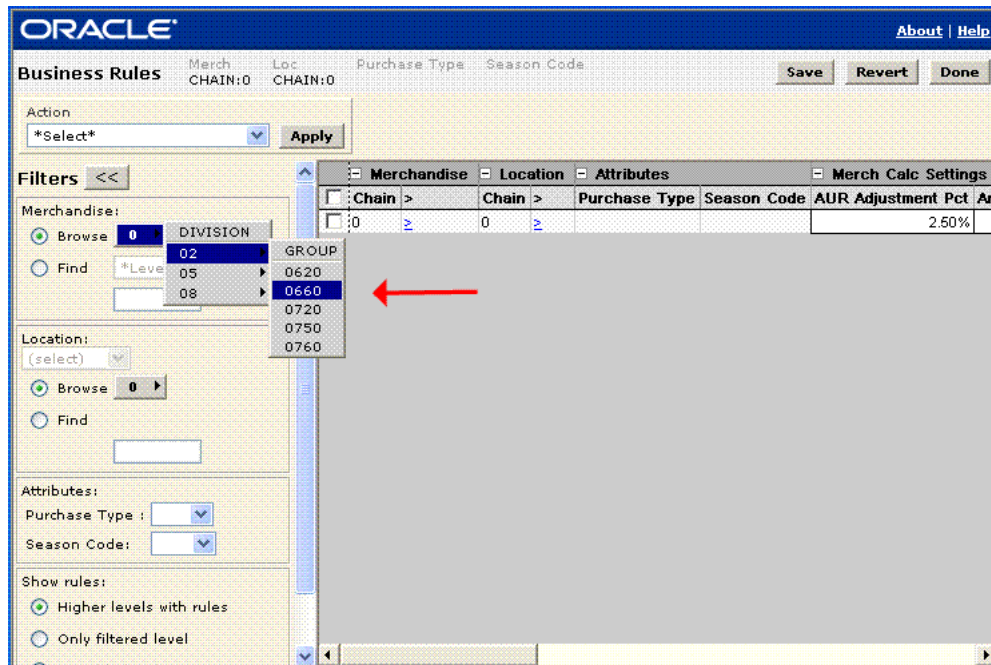 ORACLE
About | Help
Business Rules
Merch
CHAIN:0
Loc
CHAIN:0
Purchase Type
Season Code
Save
Revert
Done
Action
*Select*
Apply
Filters <<
Merchandise:
Browse 0
Find
DIVISION
02
05
08
GROUP
0620
0660
0720
0750
0760
Location:
(select)
Browse 0
Find
Attributes:
Purchase Type :
Season Code:
Show rules:
Higher levels with rules
Only filtered level
Merchandise Location Attributes Merch Calc Settings
Chain > Chain > Purchase Type Season Code AUR Adjustment Pct
0 > 0 > 2.50%